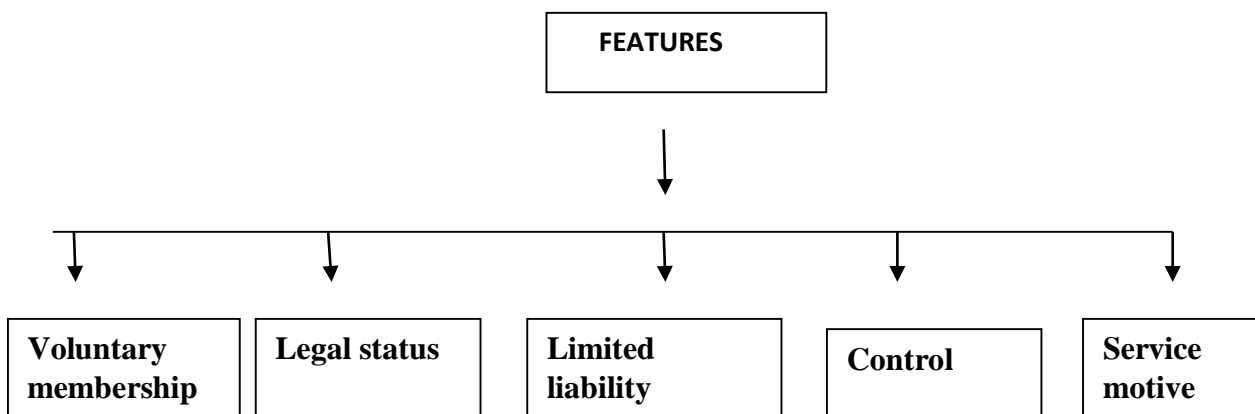 FEATURES
Voluntary
membership
Legal status
Limited
liability
Control
Service
motive